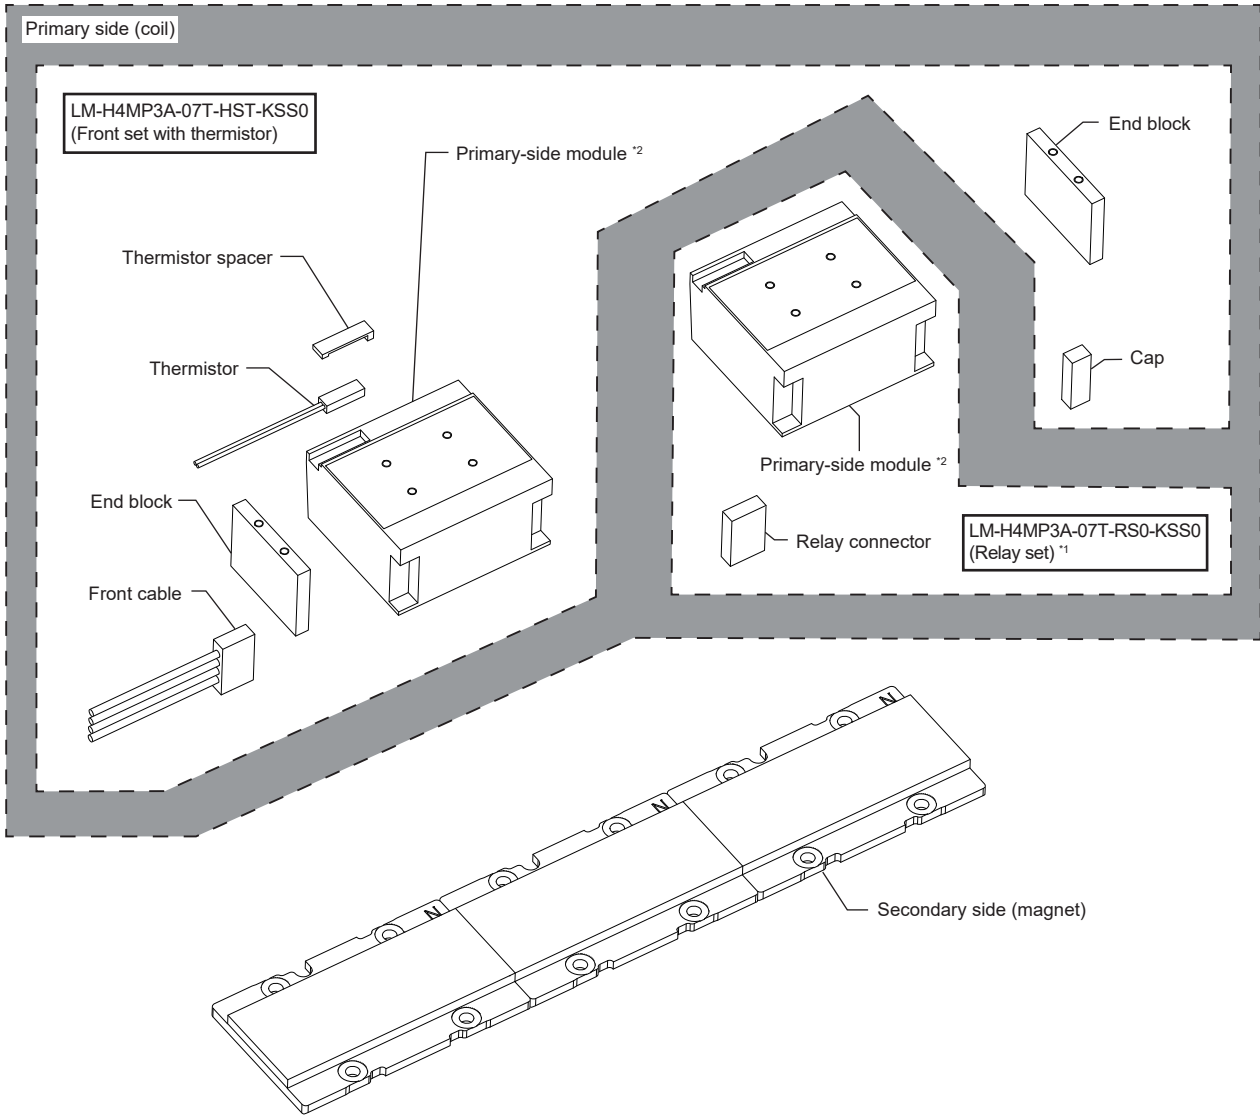 Primary side (coil)
LM-H4MP3A-07T-HST-KSS0
(Front set with thermistor)
Primary-side module *2
Thermistor spacer
Thermistor
End block
Front cable
End block
Cap
Primary-side module *2
Relay connector
LM-H4MP3A-07T-RS0-KSS0
(Relay set) *1
N
N
N
Secondary side (magnet)